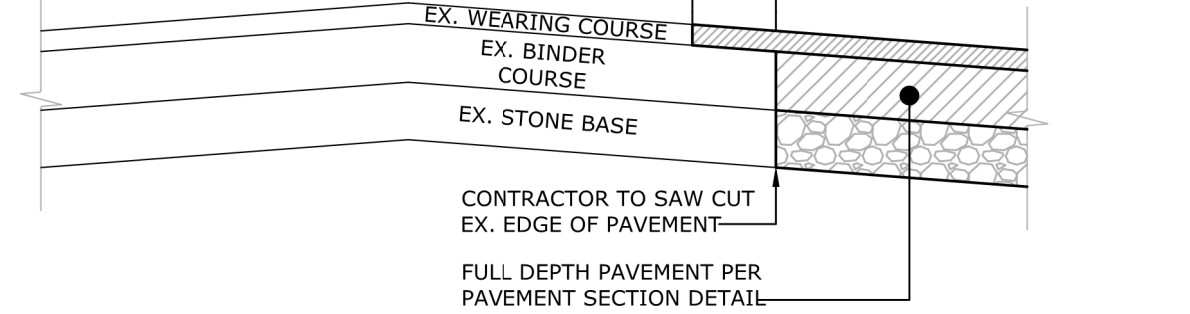 EX. WEARING COURSE
EX. BINDER
COURSE
EX. STONE BASE
CONTRACTOR TO SAW CUT
EX. EDGE OF PAVEMENT
FULL DEPTH PAVEMENT PER
PAVEMENT SECTION DETAIL